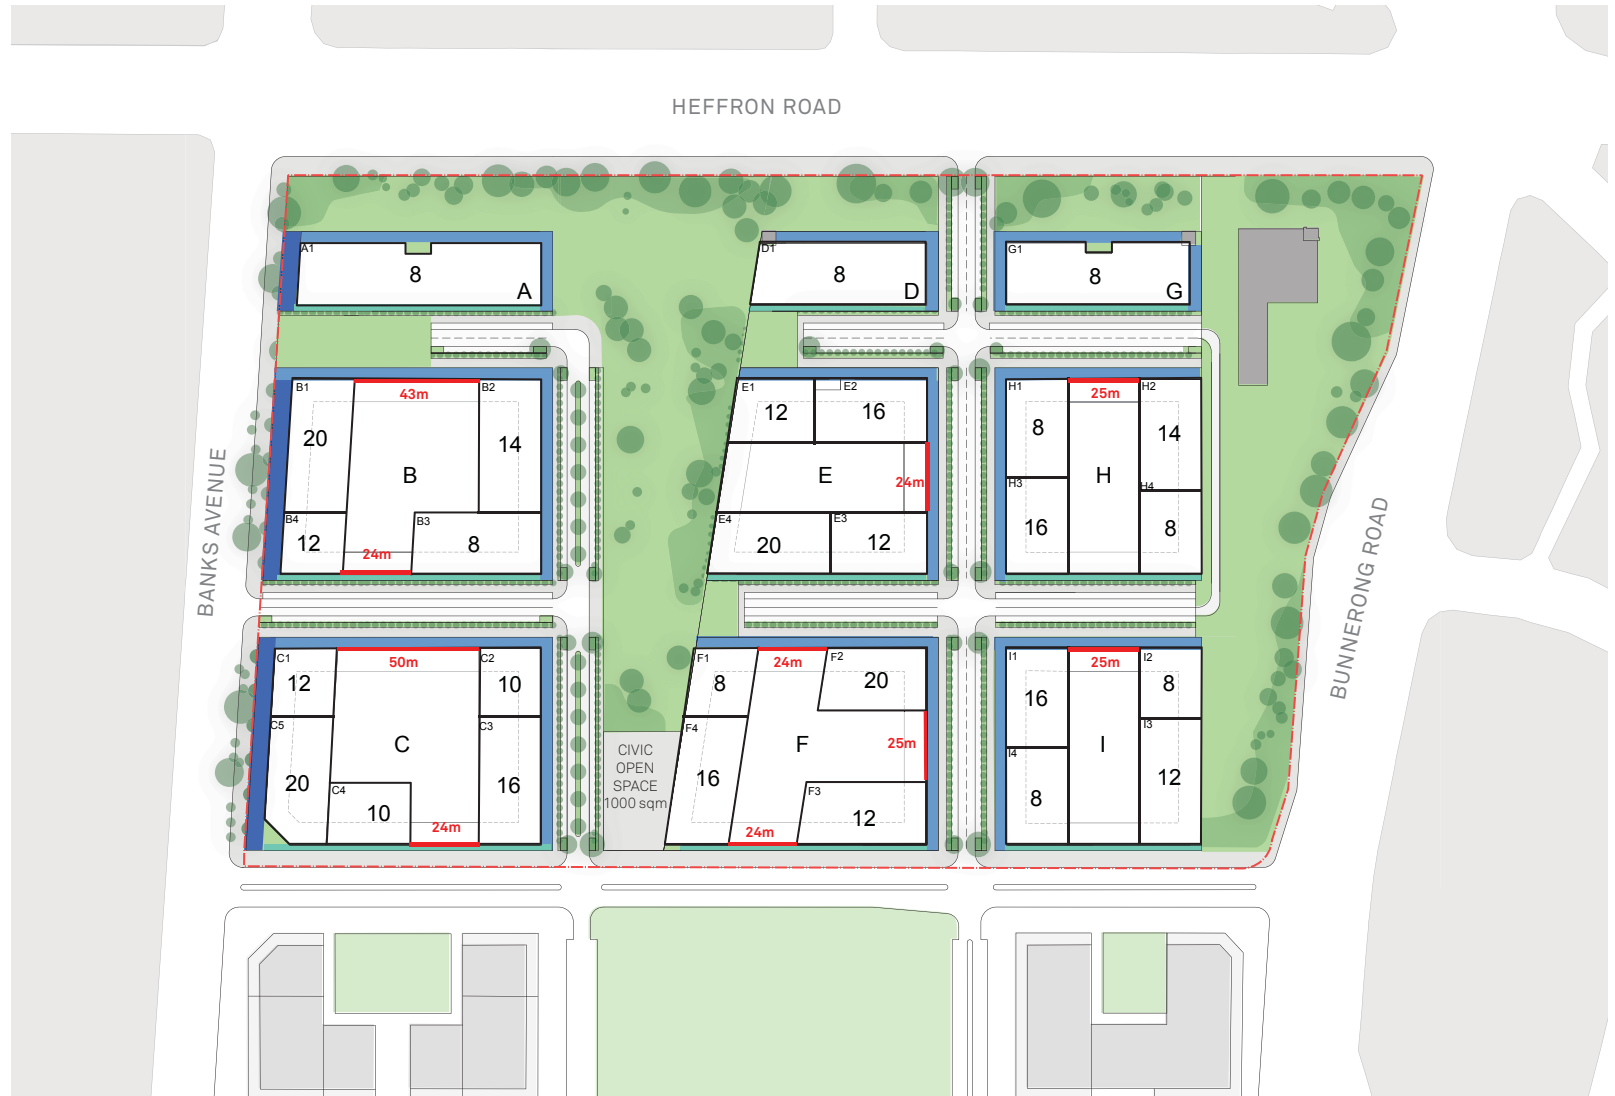 HEFFRON ROAD
BANKS AVENUE
BUNNERONG ROAD
A1
8
A
D1
8
D
G1
8
G
B1
43m
B2
20
14
B
B4
B3
12
24m
8
E1
E2
12
16
E
24m
E4
E3
20
12
H1
25m
H2
8
14
H
H3
H4
16
8
C1
50m
C2
12
10
C5
C3
C
20
16
C4
10
24m
CIVIC
OPEN
SPACE
1000 sqm
F1
24m
F2
8
20
F4
F
25m
16
F3
12
24m
I1
25m
I2
16
8
I3
I
I4
12
8